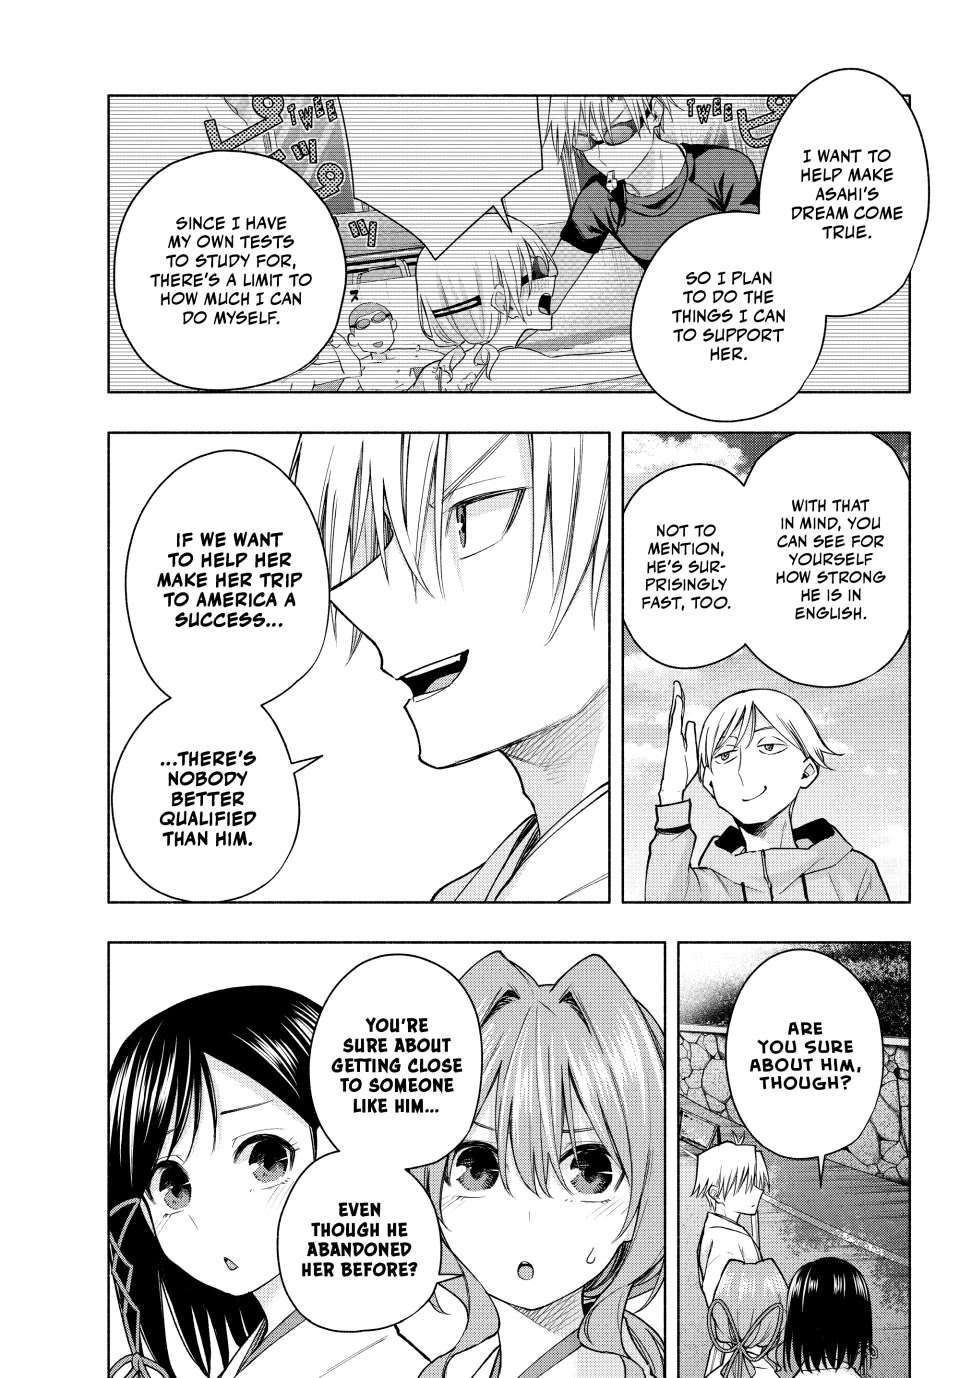 I WANT TO
HELP MAKE
ASAHI'S
DREAM COME
TRUE.
SO I PLAN
TO DO THE
THINGS I CAN
TO SUPPORT
HER.
TWEE
TWEE
SINCE I HAVE
MY OWN TESTS
TO STUDY FOR,
THERE'S A LIMIT TO
HOW MUCH I CAN
DO MYSELF.
WITH THAT
IN MIND, YOU
CAN SEE FOR
YOURSELF
HOW STRONG
HE IS IN
ENGLISH.
NOT TO
MENTION,
HE'S SUR-
PRISINGLY
FAST, TOO.
IF WE WANT
TO HELP HER
MAKE HER TRIP
TO AMERICA A
SUCCESS...
...THERE'S
NOBODY
BETTER
QUALIFIED
THAN HIM.
ARE
YOU SURE
ABOUT HIM,
THOUGH?
YOU'RE
SURE ABOUT
GETTING CLOSE
TO SOMEONE
LIKE HIM...
EVEN
THOUGH HE
ABANDONED
HER BEFORE?